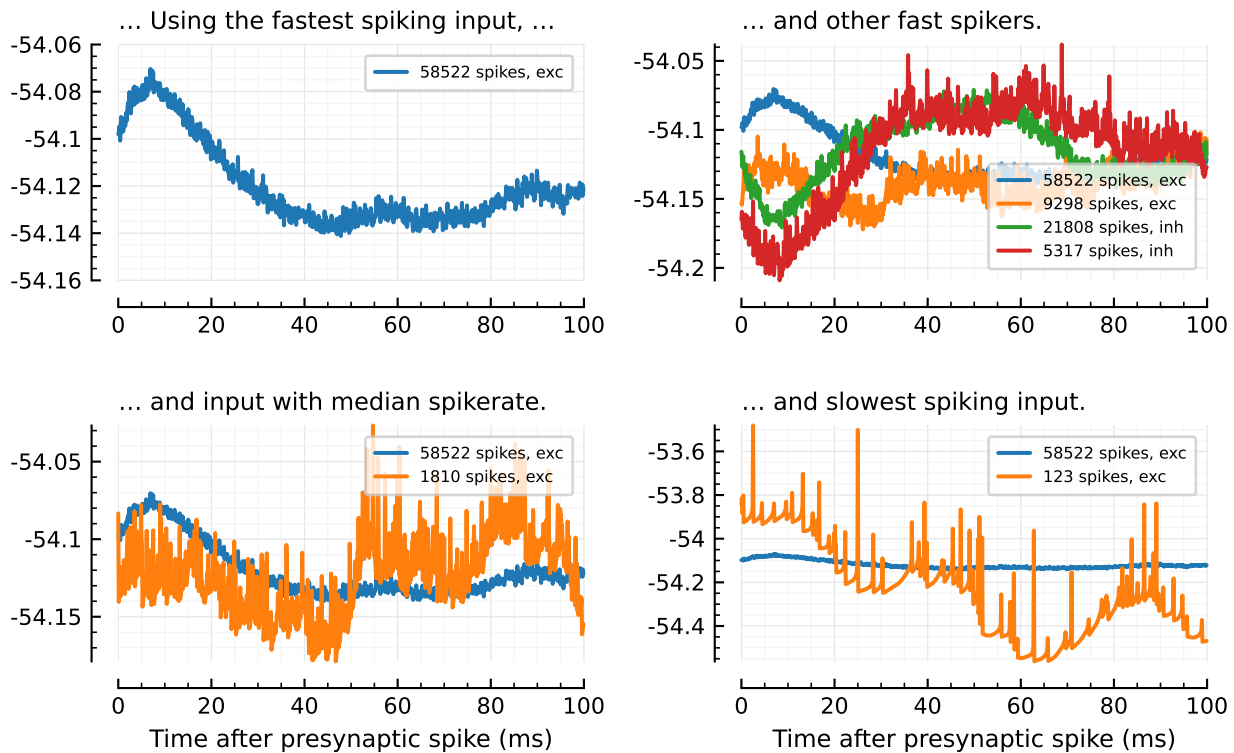 ... Using the fastest spiking input, ...
-54.06
-54.08
-54.1
-54.12
-54.14
-54.16
58522 spikes, exc
0 20 40 60 80 100
... and other fast spikers.
-54.05
-54.1
-54.15
-54.2
58522 spikes, exc
9298 spikes, exc
21808 spikes, inh
5317 spikes, inh
0 20 40 60 80 100
... and input with median spikerate.
-54.05
-54.1
-54.15
58522 spikes, exc
1810 spikes, exc
0 20 40 60 80 100
Time after presynaptic spike (ms)
... and slowest spiking input.
-53.6
-53.8
-54
-54.2
-54.4
58522 spikes, exc
123 spikes, exc
0 20 40 60 80 100
Time after presynaptic spike (ms)